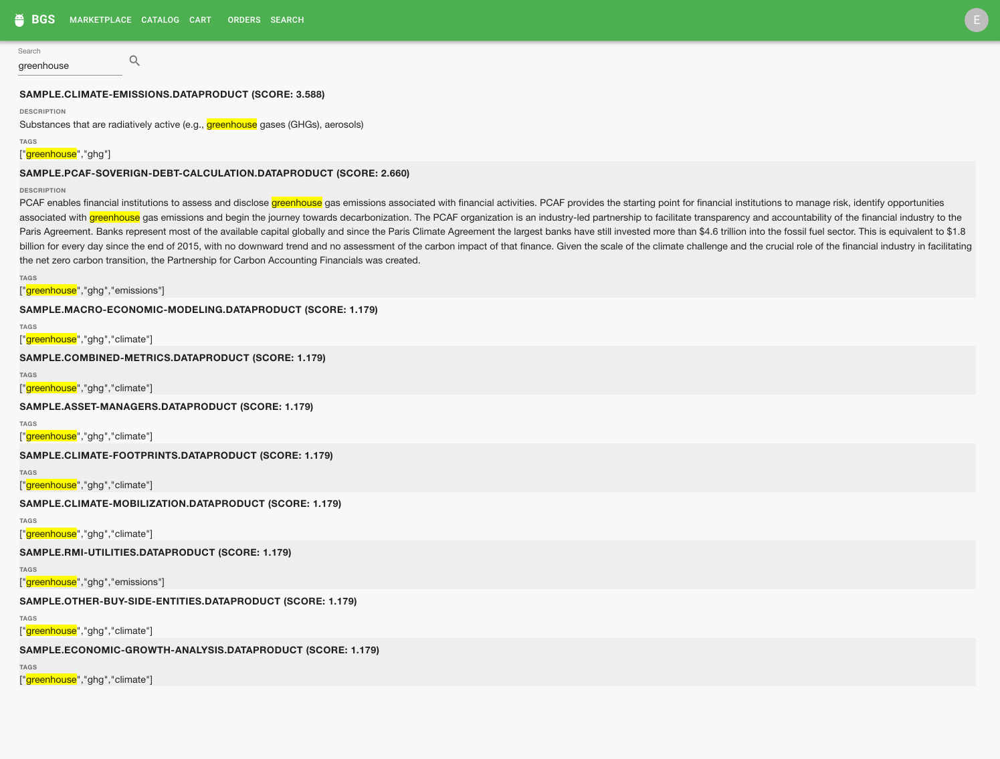 BGS MARKETPLACE CATALOG CART ORDERS SEARCH E
Search
greenhouse
SAMPLE.CLIMATE-EMISSIONS.DATAPRODUCT (SCORE: 3.588)
DESCRIPTION
Substances that are radiatively active (e.g., greenhouse gases (GHGs), aerosols)
TAGS
["greenhouse","ghg"]
SAMPLE.PCAF-SOVERIGN-DEBT-CALCULATION.DATAPRODUCT (SCORE: 2.660)
DESCRIPTION
PCAF enables financial institutions to assess and disclose greenhouse gas emissions associated with financial activities. PCAF provides the starting point for financial institutions to manage risk, identify opportunities
associated with greenhouse gas emissions and begin the journey towards decarbonization. The PCAF organization is an industry-led partnership to facilitate transparency and accountability of the financial industry to the
Paris Agreement. Banks represent most of the available capital globally and since the Paris Climate Agreement the largest banks have still invested more than $4.6 trillion into the fossil fuel sector. This is equivalent to $1.8
billion for every day since the end of 2015, with no downward trend and no assessment of the carbon impact of that finance. Given the scale of the climate challenge and the crucial role of the financial industry in facilitating
the net zero carbon transition, the Partnership for Carbon Accounting Financials was created.
TAGS
["greenhouse","ghg","emissions"]
SAMPLE.MACRO-ECONOMIC-MODELING.DATAPRODUCT (SCORE: 1.179)
TAGS
["greenhouse","ghg","climate"]
SAMPLE.COMBINED-METRICS.DATAPRODUCT (SCORE: 1.179)
TAGS
["greenhouse","ghg","climate"]
SAMPLE.ASSET-MANAGERS.DATAPRODUCT (SCORE: 1.179)
TAGS
["greenhouse","ghg","climate"]
SAMPLE.CLIMATE-FOOTPRINTS.DATAPRODUCT (SCORE: 1.179)
TAGS
["greenhouse","ghg","climate"]
SAMPLE.CLIMATE-MOBILIZATION.DATAPRODUCT (SCORE: 1.179)
TAGS
["greenhouse","ghg","climate"]
SAMPLE.RMI-UTILITIES.DATAPRODUCT (SCORE: 1.179)
TAGS
["greenhouse","ghg","emissions"]
SAMPLE.OTHER-BUY-SIDE-ENTITIES.DATAPRODUCT (SCORE: 1.179)
TAGS
["greenhouse","ghg","climate"]
SAMPLE.ECONOMIC-GROWTH-ANALYSIS.DATAPRODUCT (SCORE: 1.179)
TAGS
["greenhouse","ghg","climate"]